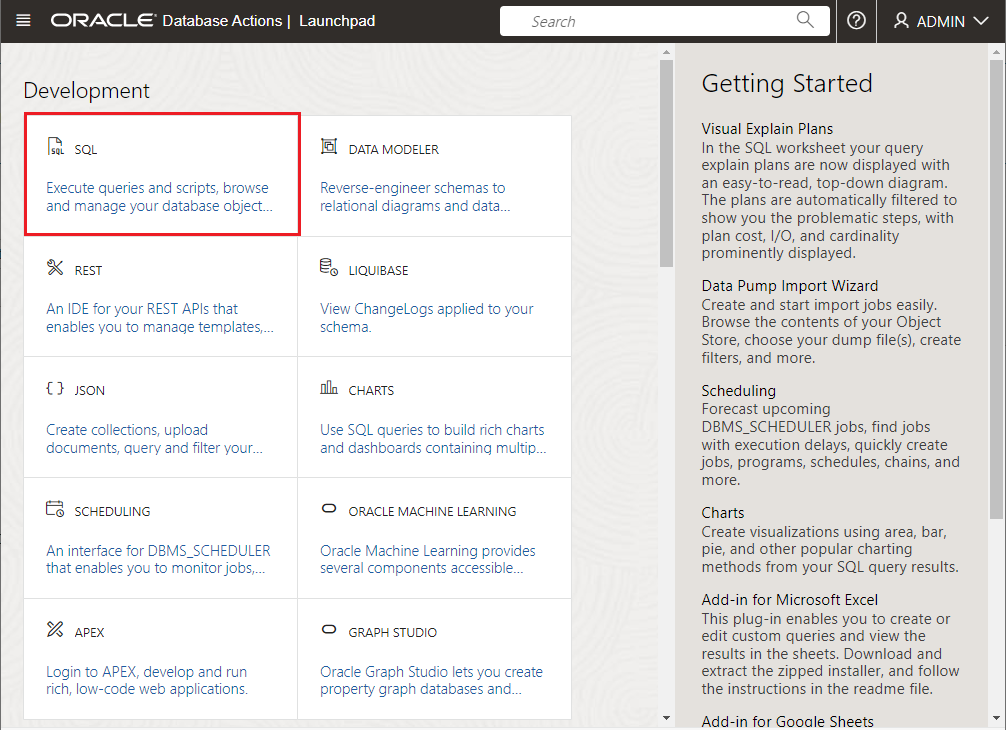 ORACLE® Database Actions | Launchpad
Search
ADMIN
Development
SQL
Execute queries and scripts, browse
and manage your database object...
DATA MODELER
Reverse-engineer schemas to
relational diagrams and data...
REST
An IDE for your REST APIs that
enables you to manage templates,...
LIQUIBASE
View ChangeLogs applied to your
schema.
{ } JSON
Create collections, upload
documents, query and filter your...
CHARTS
Use SQL queries to build rich charts
and dashboards containing multip...
SCHEDULING
An interface for DBMS_SCHEDULER
that enables you to monitor jobs,...
ORACLE MACHINE LEARNING
Oracle Machine Learning provides
several components accessible...
APEX
Login to APEX, develop and run
rich, low-code web applications.
GRAPH STUDIO
Oracle Graph Studio lets you create
property graph databases and...
Getting Started
Visual Explain Plans
In the SQL worksheet your query
explain plans are now displayed with
an easy-to-read, top-down diagram.
The plans are automatically filtered to
show you the problematic steps, with
plan cost, I/O, and cardinality
prominently displayed.
Data Pump Import Wizard
Create and start import jobs easily.
Browse the contents of your Object
Store, choose your dump file(s), create
filters, and more.
Scheduling
Forecast upcoming
DBMS_SCHEDULER jobs, find jobs
with execution delays, quickly create
jobs, programs, schedules, chains, and
more.
Charts
Create visualizations using area, bar,
pie, and other popular charting
methods from your SQL query results.
Add-in for Microsoft Excel
This plug-in enables you to create or
edit custom queries and view the
results in the sheets. Download and
extract the zipped installer, and follow
the instructions in the readme file.
Add-in for Google Sheets